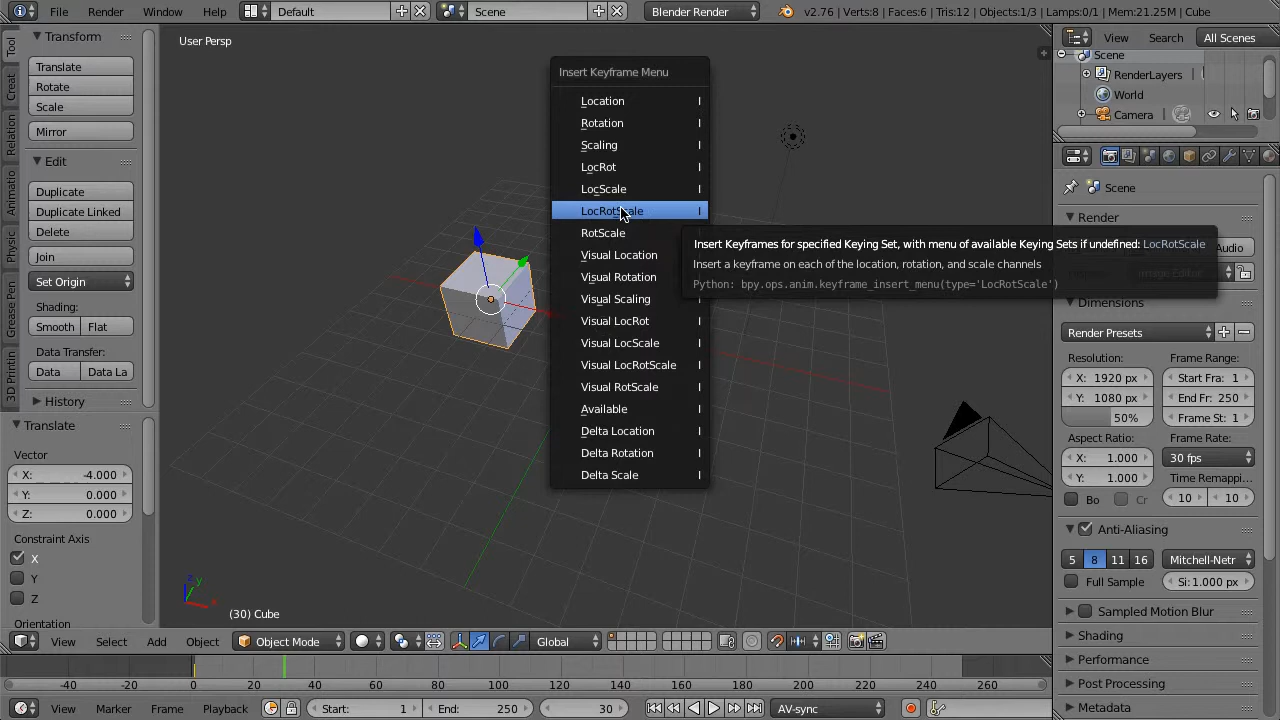 File Render Window Help Default Scene Blender Render v2.76 | Verts:8 | Faces:6 | Tris:12 | Objects:1/3 | Lamps:0/1 | Mem:21.25M | Cube
Tool
Creat
Relation
Animatio
Physic
Grease Pen
3D Printin
Transform
Translate
Rotate
Scale
Mirror
Edit
Duplicate
Duplicate Linked
Delete
Join
Set Origin
Shading:
Smooth Flat
Data Transfer:
Data Data La
History
Translate
Vector
X: -4.000
Y: 0.000
Z: 0.000
Constraint Axis
X
Y
Z
Orientation
User Persp
Insert Keyframe Menu
Location I
Rotation I
Scaling I
LocRot I
LocScale I
LocRotScale I
RotScale
Visual Location
Visual Rotation
Visual Scaling
Visual LocRot I
Visual LocScale I
Visual LocRotScale I
Visual RotScale I
Available I
Delta Location I
Delta Rotation I
Delta Scale I
Insert Keyframes for specified Keying Set, with menu of available Keying Sets if undefined: LocRotScale
Insert a keyframe on each of the location, rotation, and scale channels
Python: bpy.ops.anim.keyframe_insert_menu(type='LocRotScale')
z
y
x
(30) Cube
View Search All Scenes
Scene
RenderLayers
World
Camera
Scene
Render
Audio
Dimensions
Render Presets
Resolution: Frame Range:
X: 1920 px Start Fra: 1
Y: 1080 px End Fr: 250
50% Frame St: 1
Aspect Ratio: Frame Rate:
X: 1.000 30 fps
Y: 1.000 Time Remappi...
Bo Cr 10 10
Anti-Aliasing
5 8 11 16 Mitchell-Netr
Full Sample Si: 1.000 px
Sampled Motion Blur
Shading
Performance
Post Processing
Metadata
View Select Add Object Object Mode Global
-40 -20 0 20 40 60 80 100 120 140 160 180 200 220 240 260
View Marker Frame Playback Start: 1 End: 250 30 AV-sync